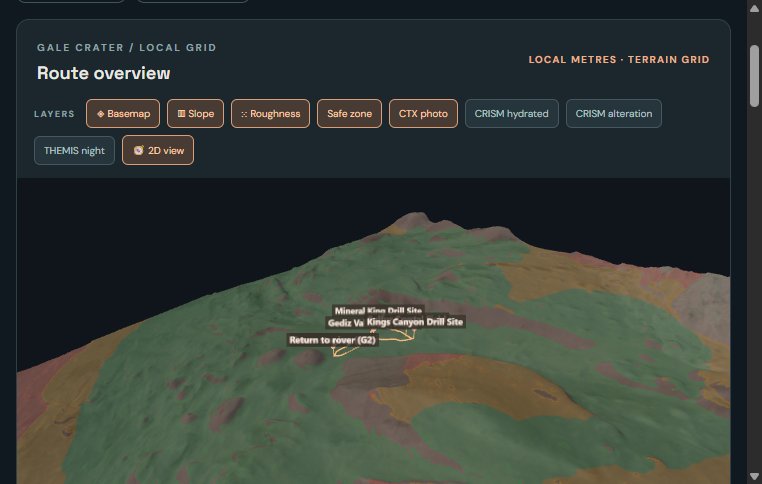 GALE CRATER / LOCAL GRID
Route overview
LOCAL METRES · TERRAIN GRID
LAYERS Basemap Slope Roughness Safe zone CTX photo CRISM hydrated CRISM alteration
THEMIS night 2D view
Mineral King Drill Site
Gediz Va Kings Canyon Drill Site
Return to rover (G2)